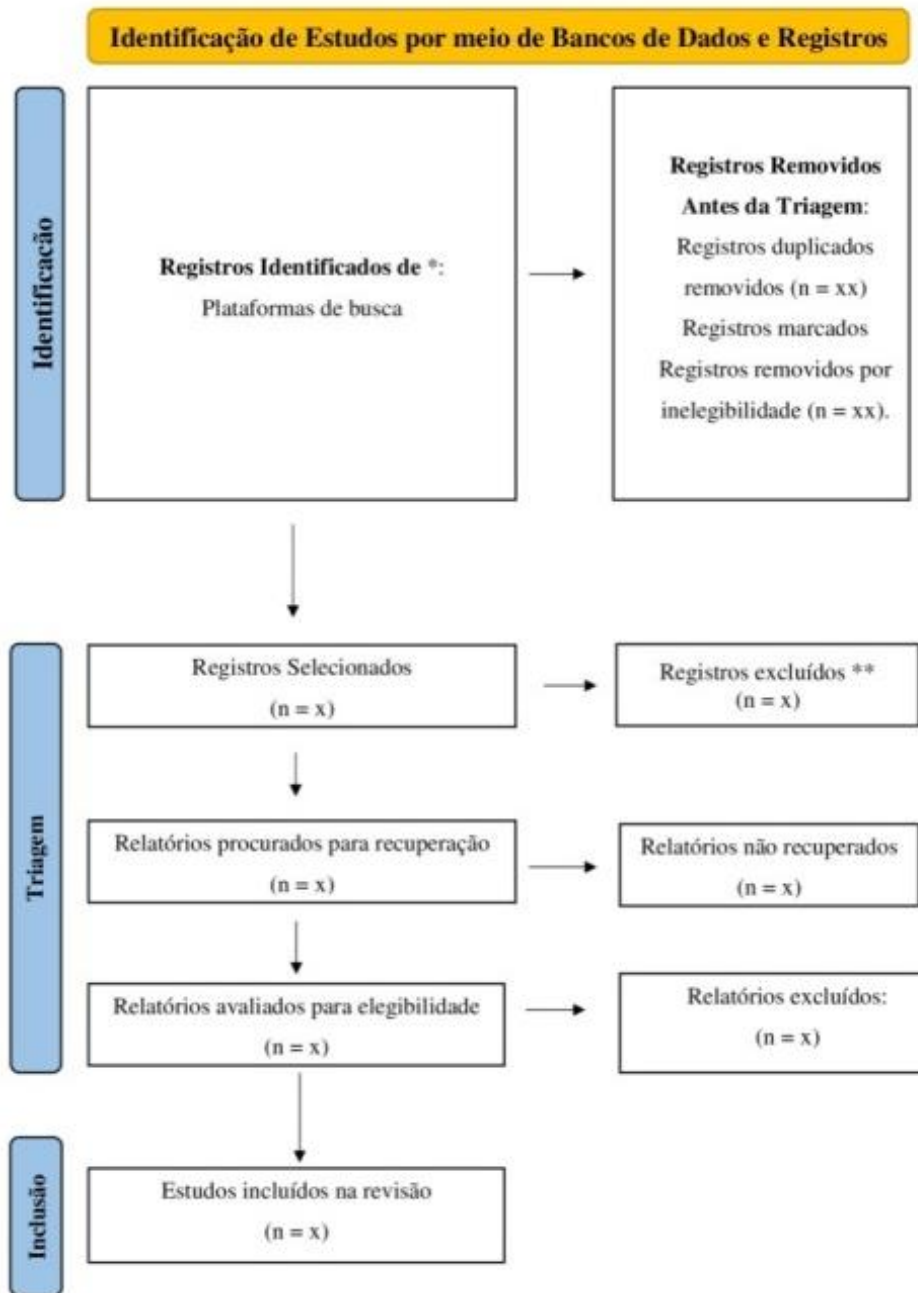 Identificação de Estudos por meio de Bancos de Dados e Registros
Identificação
Registros Identificados de *:
Plataformas de busca
Registros Removidos
Antes da Triagem:
Registros duplicados
removidos (n = xx)
Registros marcados
Registros removidos por
inelegibilidade (n = xx).
Triagem
Registros Selecionados
(n = x)
Registros excluídos **
(n = x)
Relatórios procurados para recuperação
(n = x)
Relatórios não recuperados
(n = x)
Relatórios avaliados para elegibilidade
(n = x)
Relatórios excluídos:
(n = x)
Inclusão
Estudos incluídos na revisão
(n = x)